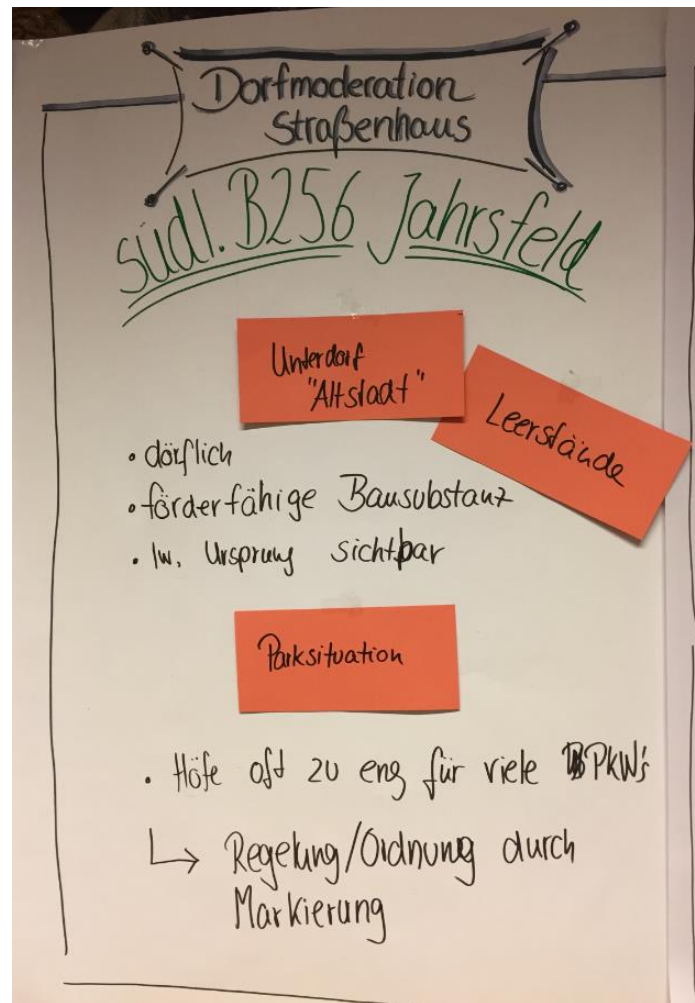 Dorfmoderation
Straßenhaus
südl. B256 Jahrsfeld
Unterdorf
"Altstadt"
Leerstände
• dörflich
• förderfähige Bausubstanz
• lw. Ursprung sichtbar
Parksituation
• Höfe oft zu eng für viele PKW's
↳ Regelung/Ordnung durch
Markierung